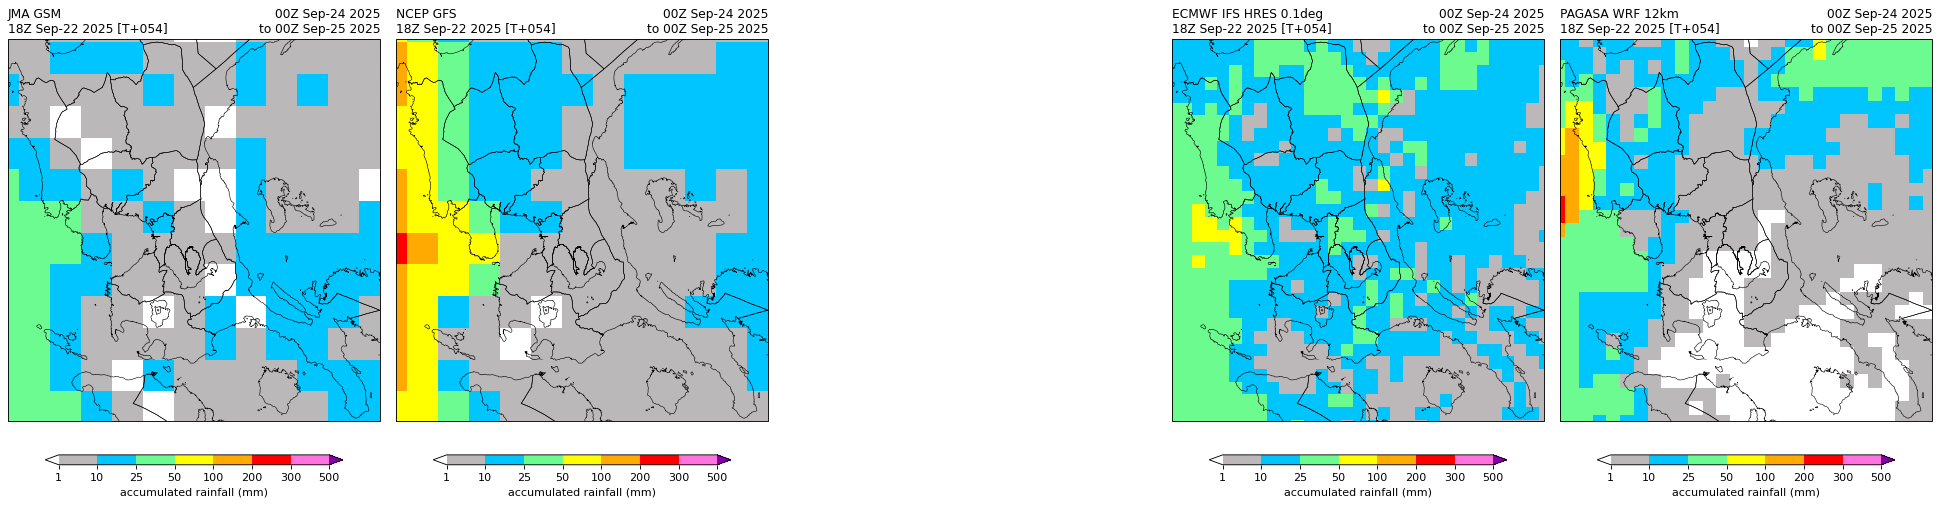 JMA GSM 00Z Sep-24 2025
18Z Sep-22 2025 [T+054] to 00Z Sep-25 2025
1 10 25 50 100 200 300 500
accumulated rainfall (mm)
NCEP GFS 00Z Sep-24 2025
18Z Sep-22 2025 [T+054] to 00Z Sep-25 2025
1 10 25 50 100 200 300 500
accumulated rainfall (mm)
ECMWF IFS HRES 0.1deg 00Z Sep-24 2025
18Z Sep-22 2025 [T+054] to 00Z Sep-25 2025
1 10 25 50 100 200 300 500
accumulated rainfall (mm)
PAGASA WRF 12km 00Z Sep-24 2025
18Z Sep-22 2025 [T+054] to 00Z Sep-25 2025
1 10 25 50 100 200 300 500
accumulated rainfall (mm)